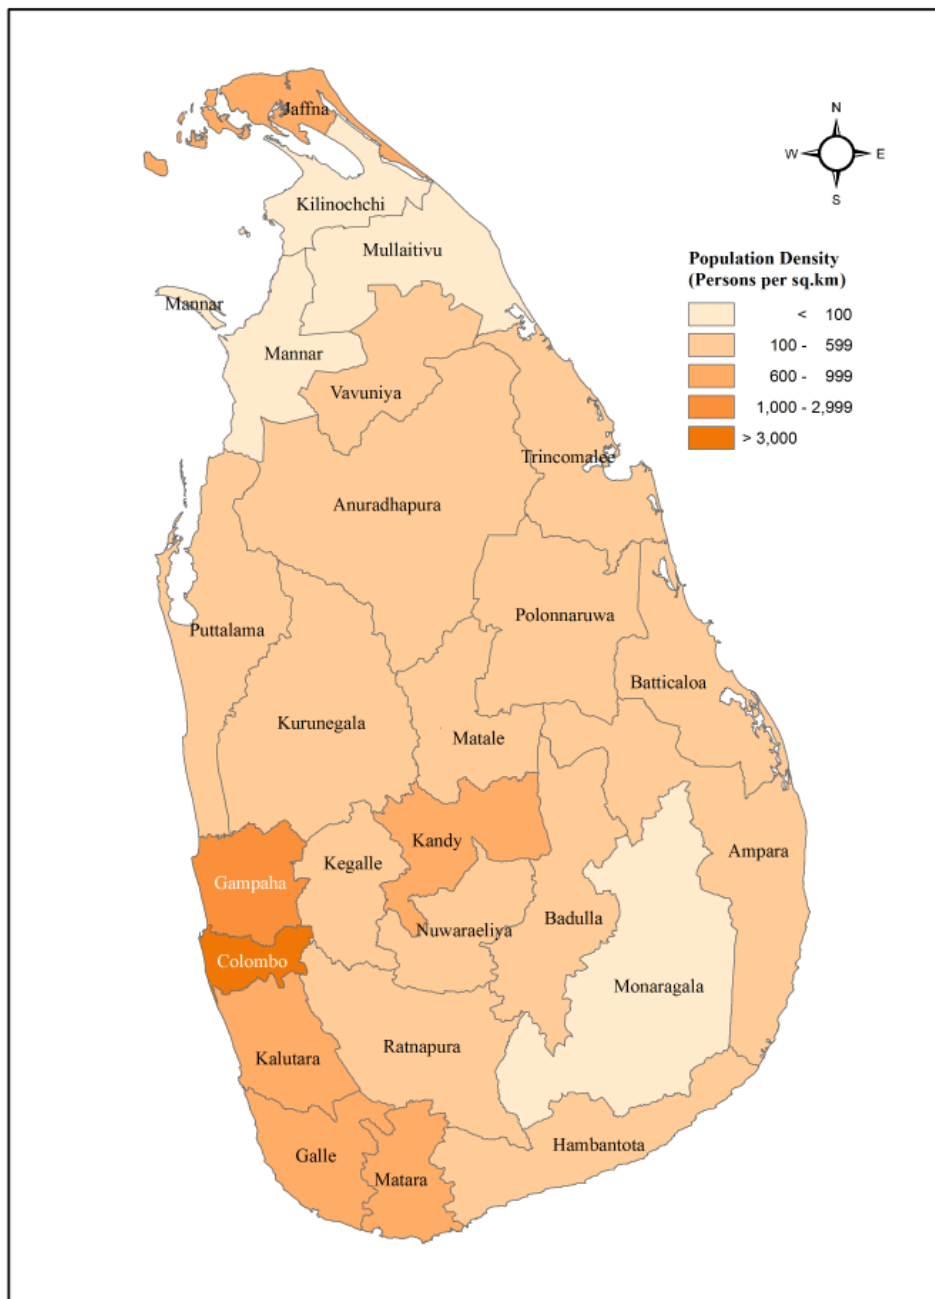 N
W E
S
Jaffna
Kilinochchi
Mullaitivu
Population Density
(Persons per sq.km)
Mannar
< 100
Mannar
100 - 599
600 - 999
Vavuniya
1,000 - 2,999
> 3,000
Trincomalee
Anuradhapura
Polonnaruwa
Puttalama
Batticaloa
Kurunegala
Matale
Kandy
Ampara
Kegalle
Gampaha
Badulla
Nuwaraeliya
Colombo
Monaragala
Ratnapura
Kalutara
Hambantota
Galle
Matara